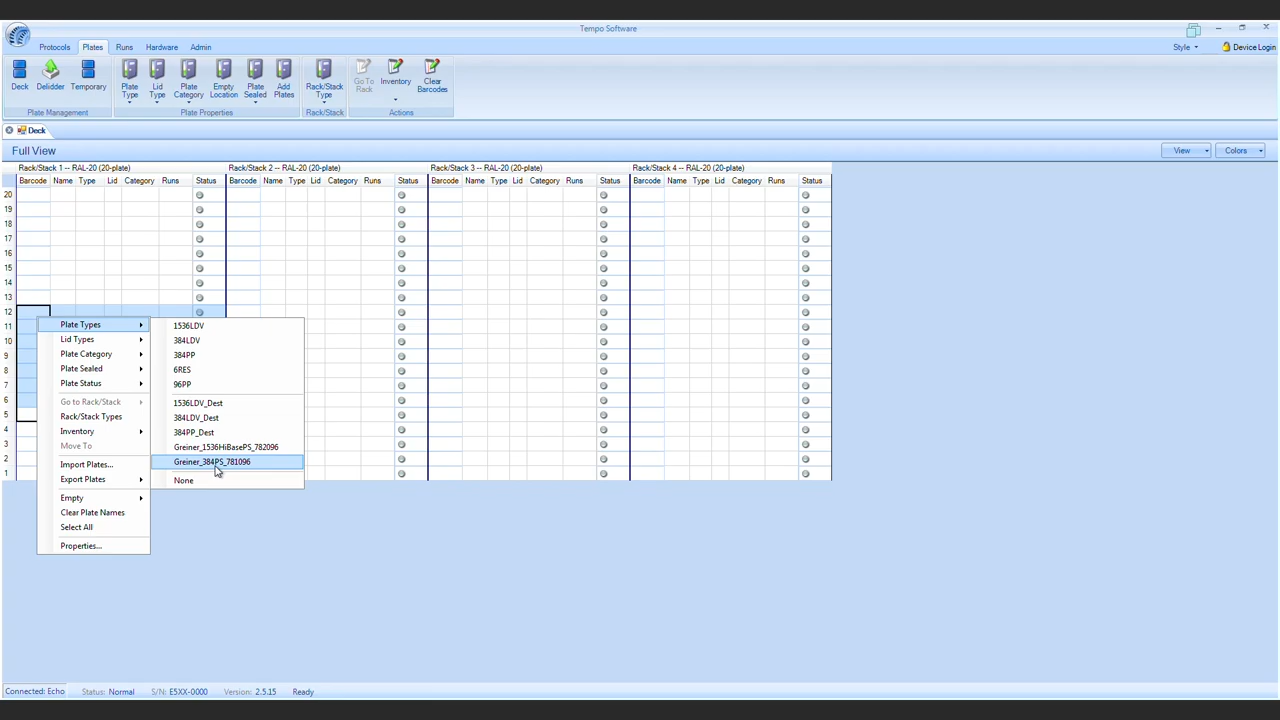 Tempo Software
Protocols Plates Runs Hardware Admin Style Device Login
Deck Delidder Temporary Plate Type Lid Type Plate Category Empty Location Plate Sealed Add Plates Rack/Stack Type Go To Rack Inventory Clear Barcodes
Plate Management Plate Properties Rack/Stack Actions
Deck
Full View View Colors
Rack/Stack 1 -- RAL-20 (20-plate) Rack/Stack 2 -- RAL-20 (20-plate) Rack/Stack 3 -- RAL-20 (20-plate) Rack/Stack 4 -- RAL-20 (20-plate)
Barcode Name Type Lid Category Runs Status Barcode Name Type Lid Category Runs Status Barcode Name Type Lid Category Runs Status Barcode Name Type Lid Category Runs Status
20
19
18
17
16
15
14
13
12
11
10
9
8
7
6
5
4
3
2
1
Plate Types
Lid Types
Plate Category
Plate Sealed
Plate Status
Go to Rack/Stack
Rack/Stack Types
Inventory
Move To
Import Plates...
Export Plates
Empty
Clear Plate Names
Select All
Properties...
1536LDV
384LDV
384PP
6RES
96PP
1536LDV_Dest
384LDV_Dest
384PP_Dest
Greiner_1536HiBasePS_782096
Greiner_384PS_781096
None
Connected: Echo Status: Normal S/N: E5XX-0000 Version: 2.5.15 Ready